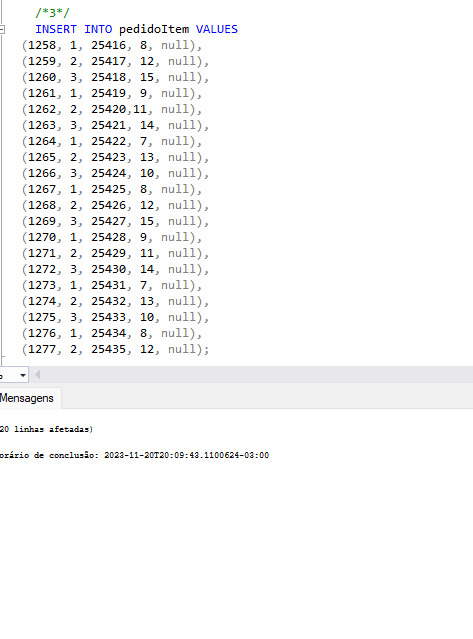 /*3*/
INSERT INTO pedidoItem VALUES
(1258, 1, 25416, 8, null),
(1259, 2, 25417, 12, null),
(1260, 3, 25418, 15, null),
(1261, 1, 25419, 9, null),
(1262, 2, 25420,11, null),
(1263, 3, 25421, 14, null),
(1264, 1, 25422, 7, null),
(1265, 2, 25423, 13, null),
(1266, 3, 25424, 10, null),
(1267, 1, 25425, 8, null),
(1268, 2, 25426, 12, null),
(1269, 3, 25427, 15, null),
(1270, 1, 25428, 9, null),
(1271, 2, 25429, 11, null),
(1272, 3, 25430, 14, null),
(1273, 1, 25431, 7, null),
(1274, 2, 25432, 13, null),
(1275, 3, 25433, 10, null),
(1276, 1, 25434, 8, null),
(1277, 2, 25435, 12, null);
Mensagens
20 linhas afetadas)
orário de conclusão: 2023-11-20T20:09:43.1100624-03:00